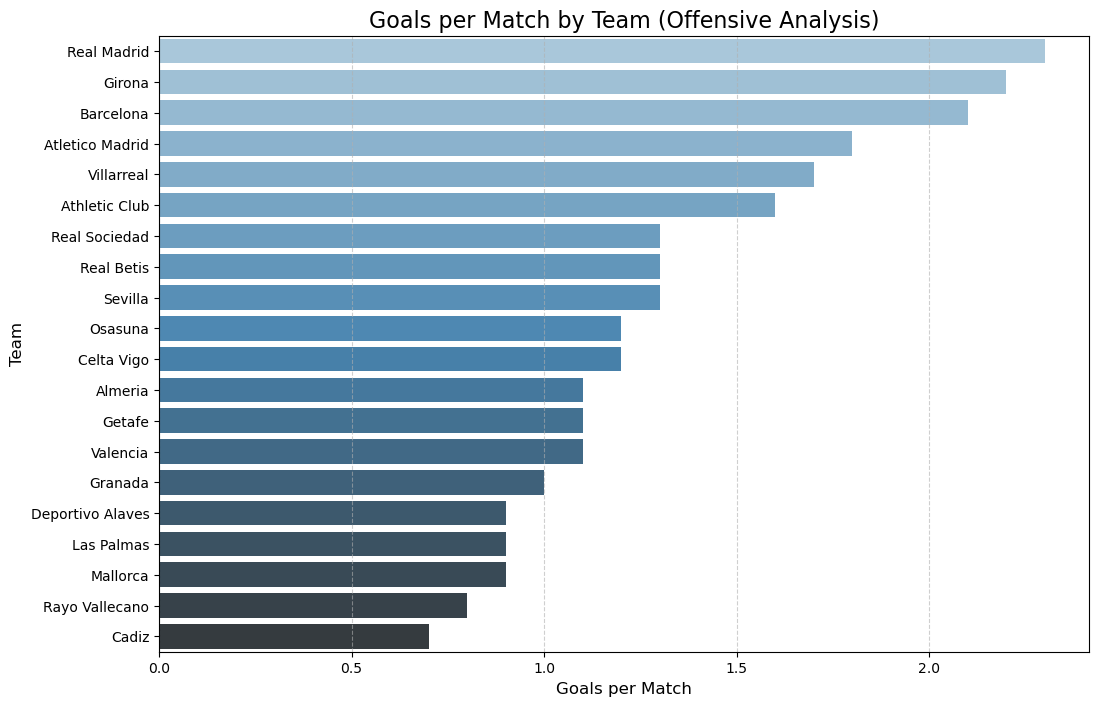 Goals per Match by Team (Offensive Analysis)
Real Madrid
Girona
Barcelona
Atletico Madrid
Villarreal
Athletic Club
Real Sociedad
Real Betis
Sevilla
Osasuna
Celta Vigo
Almeria
Getafe
Valencia
Granada
Deportivo Alaves
Las Palmas
Mallorca
Rayo Vallecano
Cadiz
Team
0.0 0.5 1.0 1.5 2.0
Goals per Match